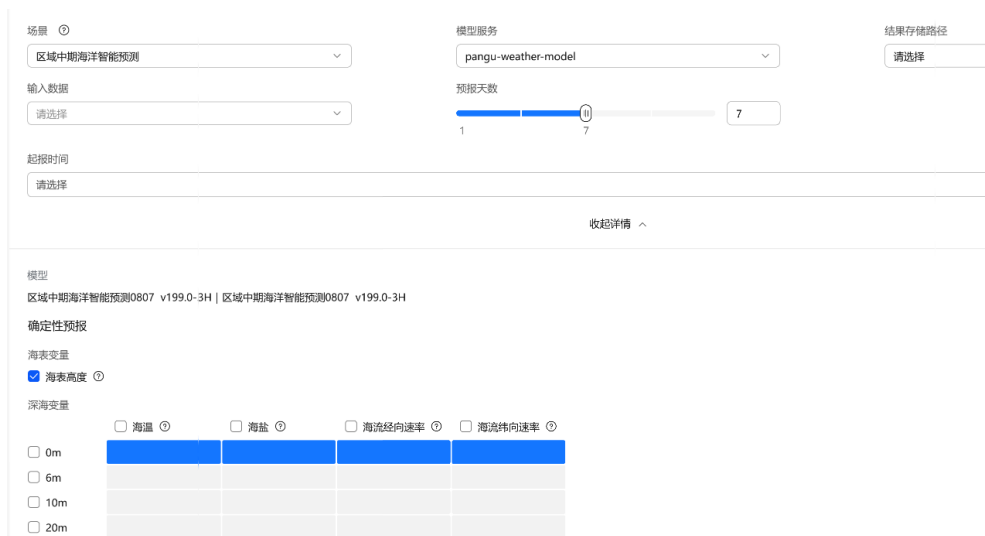 场景
模型服务
结果存储路径
区域中期海洋智能预测
pangu-weather-model
请选择
输入数据
预报天数
请选择
7
1
7
起报时间
请选择
收起详情
模型
区域中期海洋智能预测0807 v199.0-3H | 区域中期海洋智能预测0807 v199.0-3H
确定性预报
海表变量
海表高度
深海变量
海温
海盐
海流经向速率
海流纬向速率
0m
6m
10m
20m